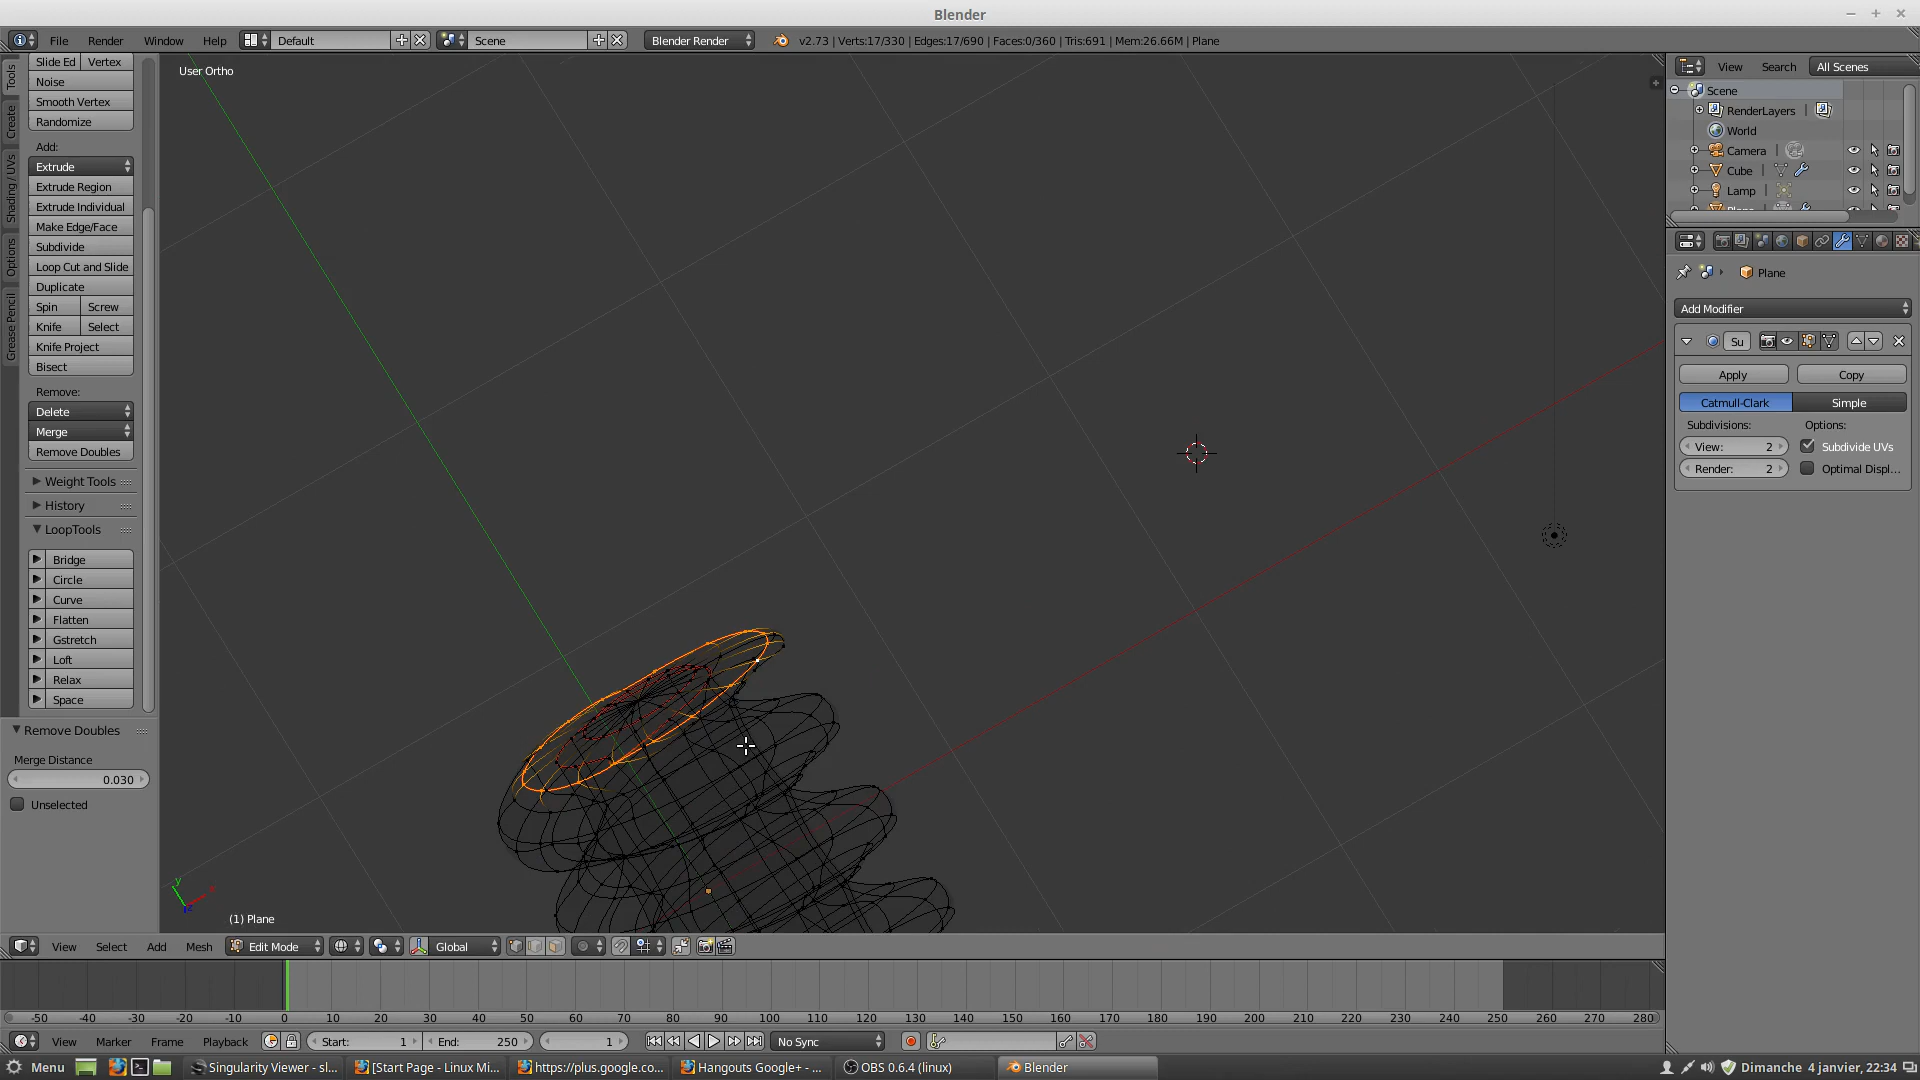 Blender
File Render Window Help Default Scene Blender Render v2.73 | Verts:17/330 | Edges:17/690 | Faces:0/360 | Tris:691 | Mem:26.66M | Plane
Tools
Create
Shading / UVs
Options
Grease Pencil
Slide Ed Vertex
Noise
Smooth Vertex
Randomize
Add:
Extrude
Extrude Region
Extrude Individual
Make Edge/Face
Subdivide
Loop Cut and Slide
Duplicate
Spin Screw
Knife Select
Knife Project
Bisect
Remove:
Delete
Merge
Remove Doubles
Weight Tools
History
LoopTools
Bridge
Circle
Curve
Flatten
Gstretch
Loft
Relax
Space
Remove Doubles
Merge Distance
0.030
Unselected
User Ortho
y
z
(1) Plane
View Search All Scenes
Scene
RenderLayers |
World
Camera |
Cube |
Lamp |
Plane
Add Modifier
Su
Apply Copy
Catmull-Clark Simple
Subdivisions: Options:
View: 2 Subdivide UVs
Render: 2 Optimal Displ...
View Select Add Mesh Edit Mode Global
-50 -40 -30 -20 -10 0 10 20 30 40 50 60 70 80 90 100 110 120 130 140 150 160 170 180 190 200 210 220 230 240 250 260 270 280
View Marker Frame Playback Start: 1 End: 250 1 No Sync
Menu Singularity Viewer - sl... [Start Page - Linux Mi... https://plus.google.co... Hangouts Google+ - ... OBS 0.6.4 (linux) Blender Dimanche 4 janvier, 22:34